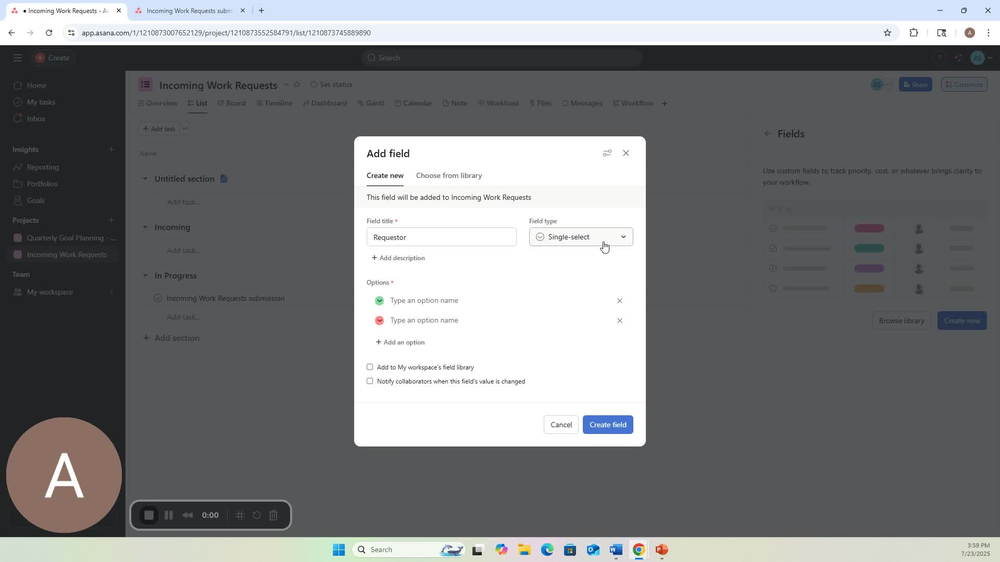 Incoming Work Requests - As
Incoming Work Requests subm
app.asana.com/1/1210873007652129/project/1210873552584791/list/1210873745889890
A
Create
Search
?
AS
Home
My tasks
Inbox
Insights
Reporting
Portfolios
Goals
Projects
Quarterly Goal Planning - ...
Incoming Work Requests
Team
My workspace
Incoming Work Requests
Set status
AS
Share
Customize
Overview
List
Board
Timeline
Dashboard
Gantt
Calendar
Note
Workload
Files
Messages
Workflow
Add task
Name
Untitled section
Add task...
Incoming
Add task...
In Progress
Incoming Work Requests submission
Add task...
Add section
Add field
Create new
Choose from library
This field will be added to Incoming Work Requests
Field title *
Field type
Requestor
Single-select
+ Add description
Options *
Type an option name
Type an option name
+ Add an option
Add to My workspace's field library
Notify collaborators when this field's value is changed
Cancel
Create field
Fields
Use custom fields to track priority, cost, or whatever brings clarity to
your workflow.
Browse library
Create new
A
0:00
Search
3:59 PM
7/23/2025